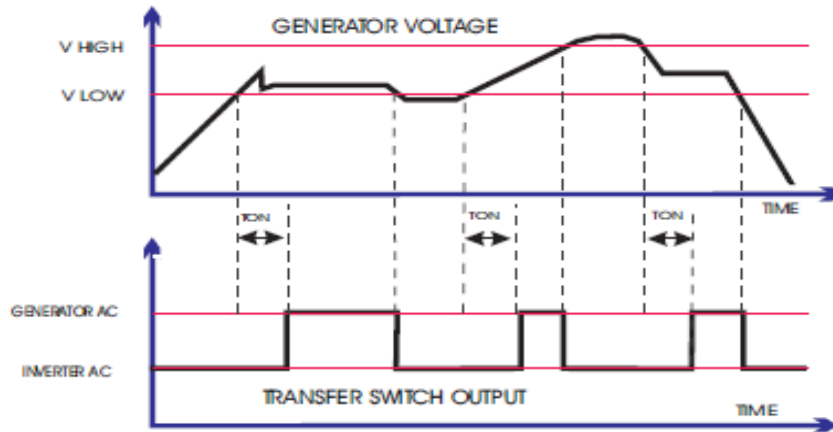 GENERATOR VOLTAGE
V HIGH
V LOW
TIME
TON
TON
TON
GENERATOR AC
INVERTER AC
TRANSFER SWITCH OUTPUT
TIME